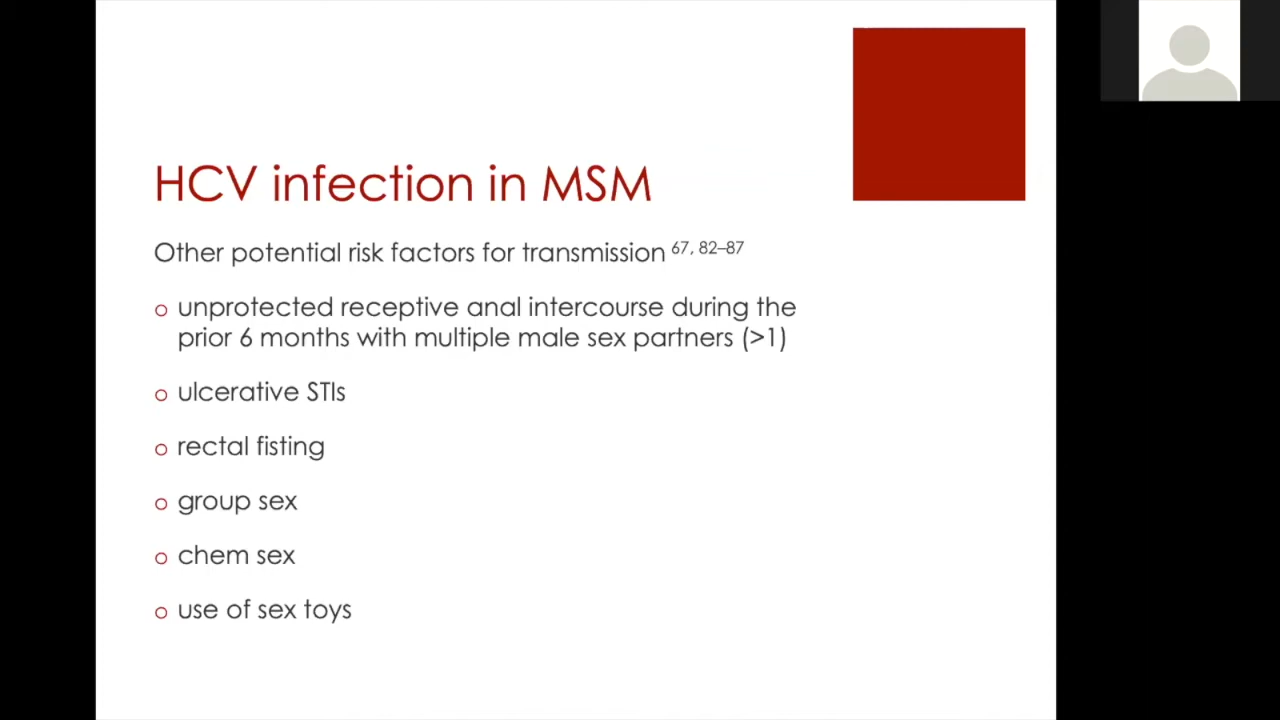 HCV infection in MSM
Other potential risk factors for transmission 67, 82–87
o unprotected receptive anal intercourse during the
prior 6 months with multiple male sex partners (>1)
o ulcerative STIs
o rectal fisting
o group sex
o chem sex
o use of sex toys